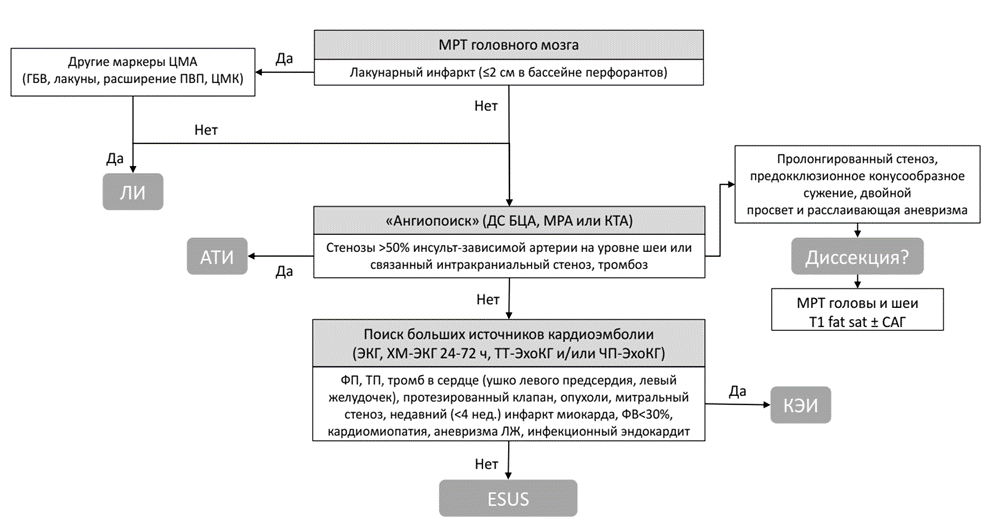 МРТ головного мозга
Лакунарный инфаркт (≤2 см в бассейне перфорантов)
Да
Другие маркеры ЦМА
(ГБВ, лакуны, расширение ПВП, ЦМК)
Нет
Нет
Да
ЛИ
«Ангиопоиск» (ДС БЦА, МРА или КТА)
Стенозы >50% инсульт-зависимой артерии на уровне шеи или
связанный интракраниальный стеноз, тромбоз
Да
АТИ
Пролонгированный стеноз,
предокклюзионное конусообразное
сужение, двойной
просвет и расслаивающая аневризма
Диссекция?
МРТ головы и шеи
T1 fat sat ± САГ
Нет
Поиск больших источников кардиоэмболии
(ЭКГ, ХМ-ЭКГ 24-72 ч, ТТ-ЭхоКГ и/или ЧП-ЭхоКГ)
ФП, ТП, тромб в сердце (ушко левого предсердия, левый
желудочек), протезированный клапан, опухоли, митральный
стеноз, недавний (<4 нед.) инфаркт миокарда, ФВ<30%,
кардиомиопатия, аневризма ЛЖ, инфекционный эндокардит
Да
КЭИ
Нет
ESUS